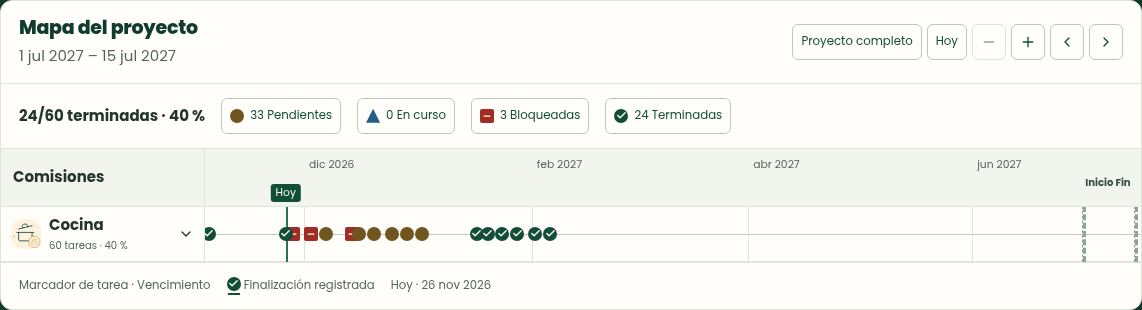 Mapa del proyecto
1 jul 2027 – 15 jul 2027
Proyecto completo
Hoy
24/60 terminadas · 40 %
33 Pendientes
0 En curso
3 Bloqueadas
24 Terminadas
Comisiones
dic 2026
feb 2027
abr 2027
jun 2027
Hoy
Inicio Fin
Cocina
60 tareas · 40 %
Marcador de tarea · Vencimiento
Finalización registrada
Hoy · 26 nov 2026